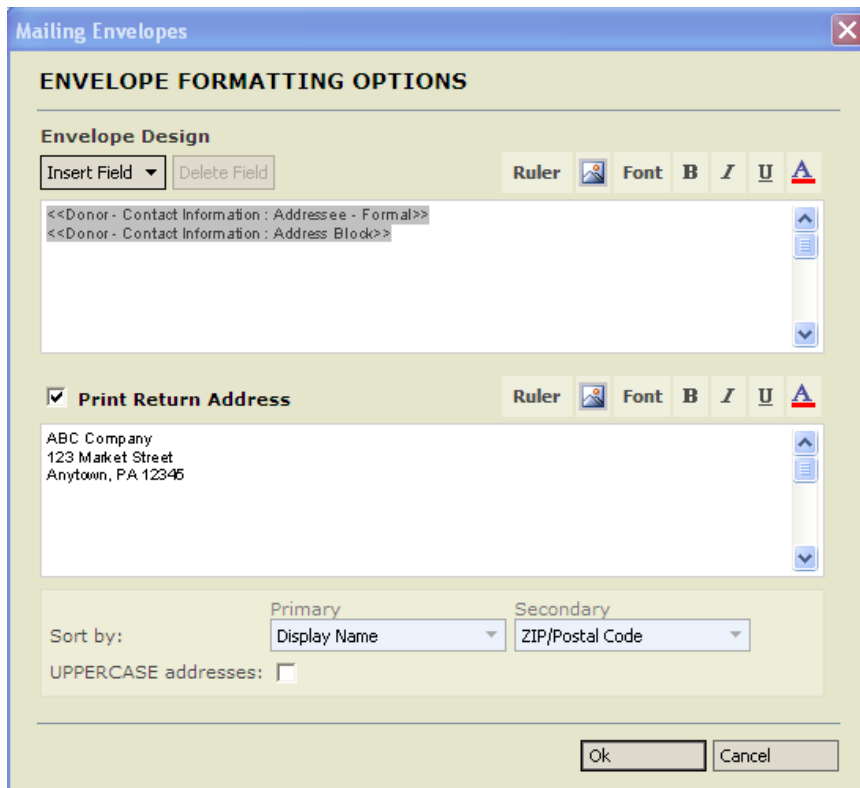 Mailing Envelopes
ENVELOPE FORMATTING OPTIONS
Envelope Design
Insert Field Delete Field Ruler Font B I U A
<<Donor - Contact Information : Addressee - Formal>>
<<Donor - Contact Information : Address Block>>
Print Return Address Ruler Font B I U A
ABC Company
123 Market Street
Anytown, PA 12345
Primary Secondary
Sort by: Display Name ZIP/Postal Code
UPPERCASE addresses:
Ok Cancel